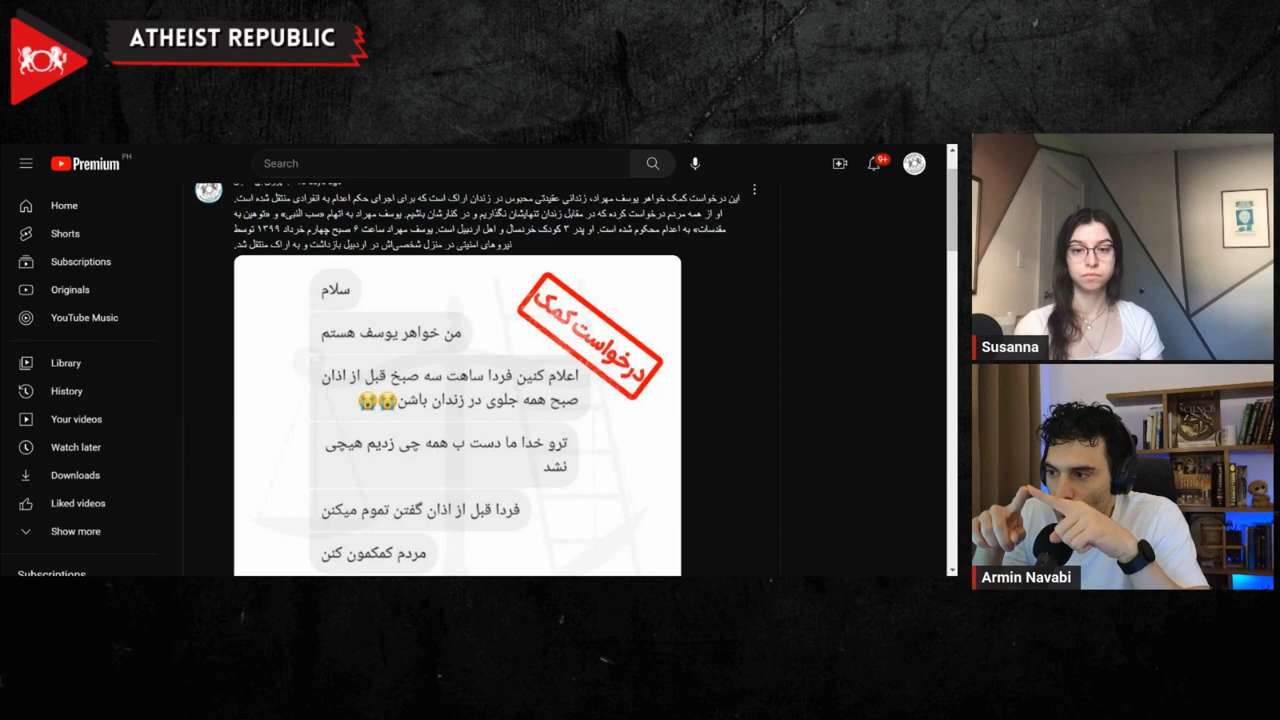 ATHEIST REPUBLIC
Premium PH
Search
9+
Home
Shorts
Subscriptions
Originals
YouTube Music
Library
History
Your videos
Watch later
Downloads
Liked videos
Show more
Subscriptions
این درخواست کمک خواهر یوسف مهراد، زندانی عقیدتی محبوس در زندان اراک است که برای اجرای حکم اعدام به انفرادی منتقل شده است.
او از همه مردم درخواست کرده که در مقابل زندان تنهایشان نگذاریم و در کنارشان باشیم. یوسف مهراد به اتهام «سب النبی» و «توهین به
مقدسات» به اعدام محکوم شده است. او پدر ۳ کودک خردسال و اهل اردبیل است. یوسف مهراد ساعت ۶ صبح چهارم خرداد ۱۳۹۹ توسط
نیروهای امنیتی در منزل شخصی‌اش در اردبیل بازداشت و به اراک منتقل شد.
سلام
درخواست کمک
من خواهر یوسف هستم
اعلام کنین فردا ساهت سه صبخ قبل از اذان
صبح همه جلوی در زندان باشن😭😭
ترو خدا ما دست ب همه چی زدیم هیچی
نشد
فردا قبل از اذان گفتن تموم میکنن
مردم کمکمون کنن
Susanna
SCIENCE
Armin Navabi